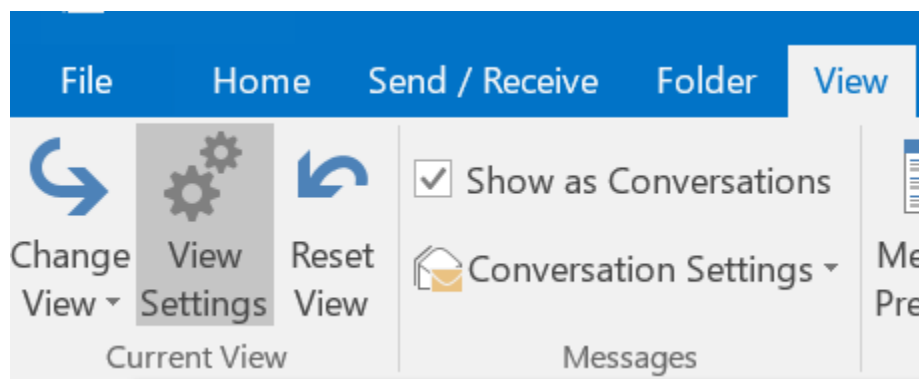 File Home Send / Receive Folder View
Show as Conversations
Change View Reset
Conversation Settings
View Settings View
Current View Messages